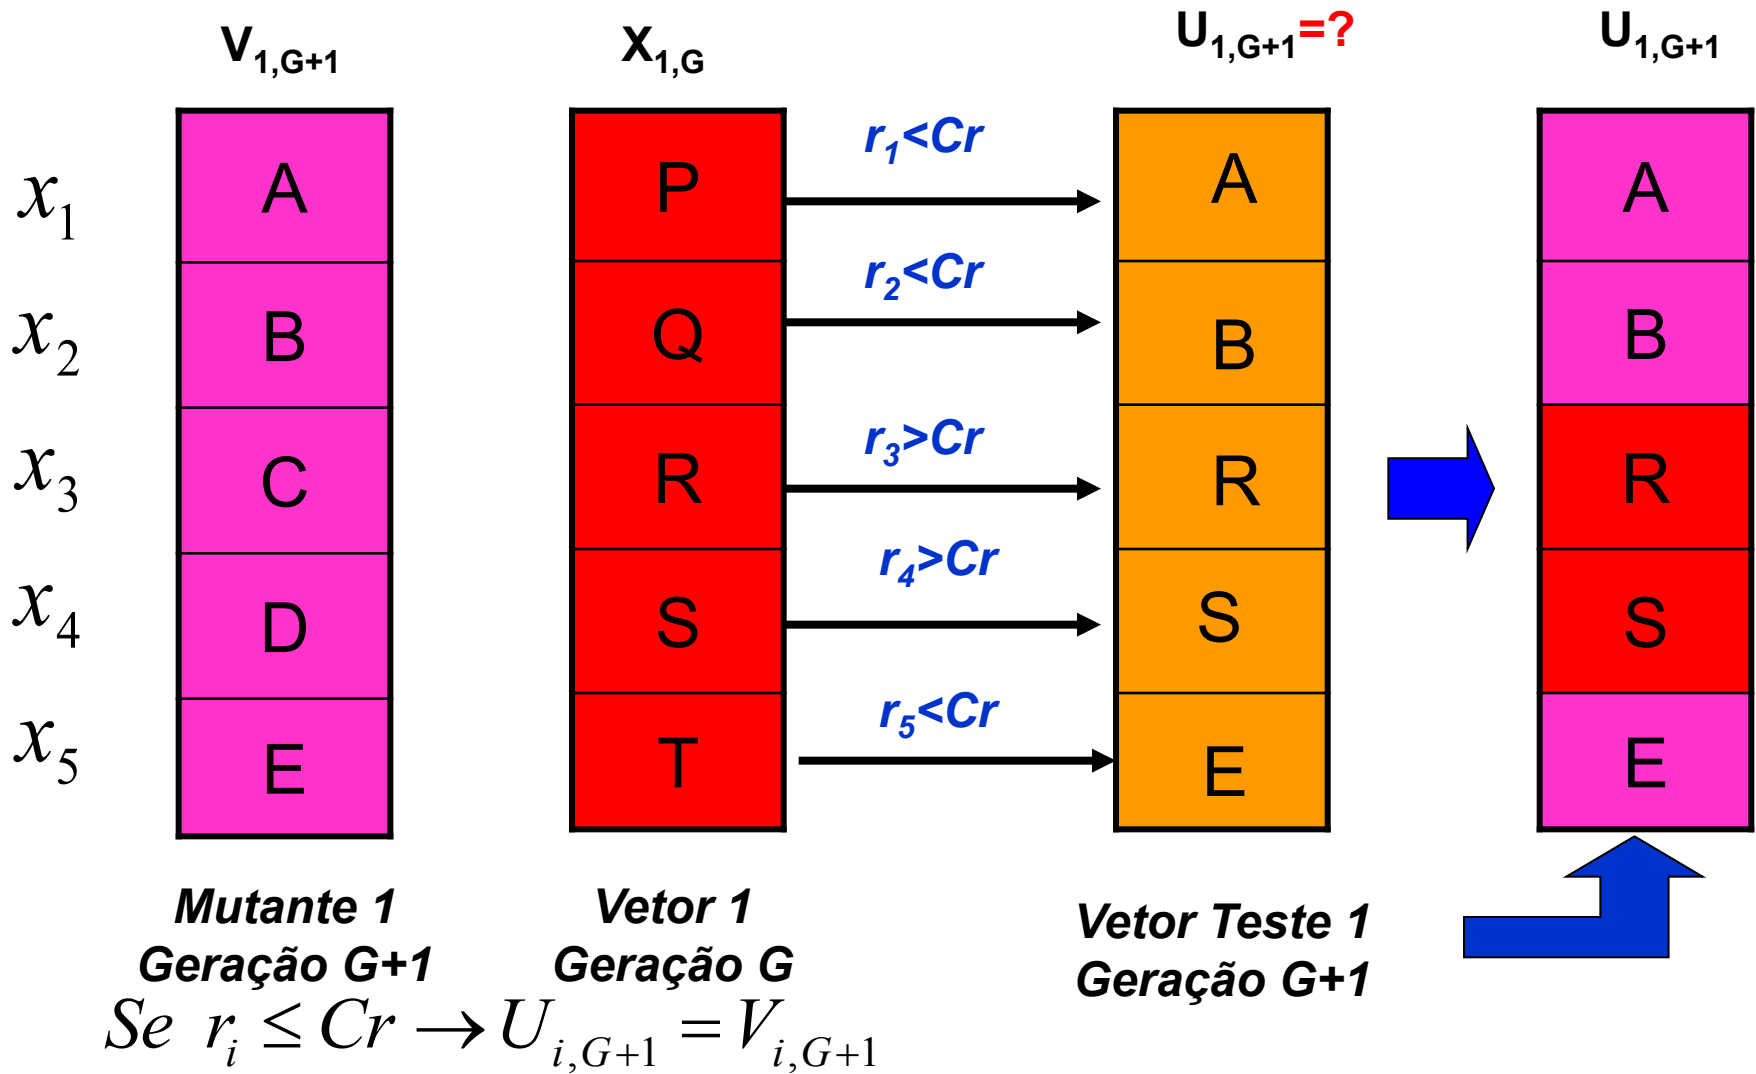 V1,G+1 X1,G U1,G+1=? U1,G+1
x1 A P r1<Cr A A
x2 B Q r2<Cr B B
x3 C R r3>Cr R R
x4 D S r4>Cr S S
x5 E T r5<Cr E E
Mutante 1 Vetor 1 Vetor Teste 1
Geração G+1 Geração G Geração G+1
Se ri ≤ Cr → Ui,G+1 = Vi,G+1